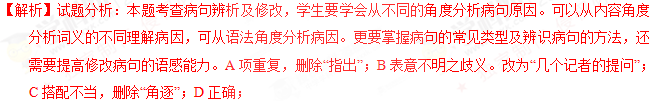 【解析】试题分析：本题考查病句辨析及修改，学生要学会从不同的角度分析病句原因。可以从内容角度
分析词义的不同理解病因，可从语法角度分析病因。更要掌握病句的常见类型及辨识病句的方法，还
需要提高修改病句的语感能力。A 项重复，删除“指出”；B 表意不明之歧义。改为“几个记者的提问”；
C 搭配不当，删除“角逐”；D 正确；